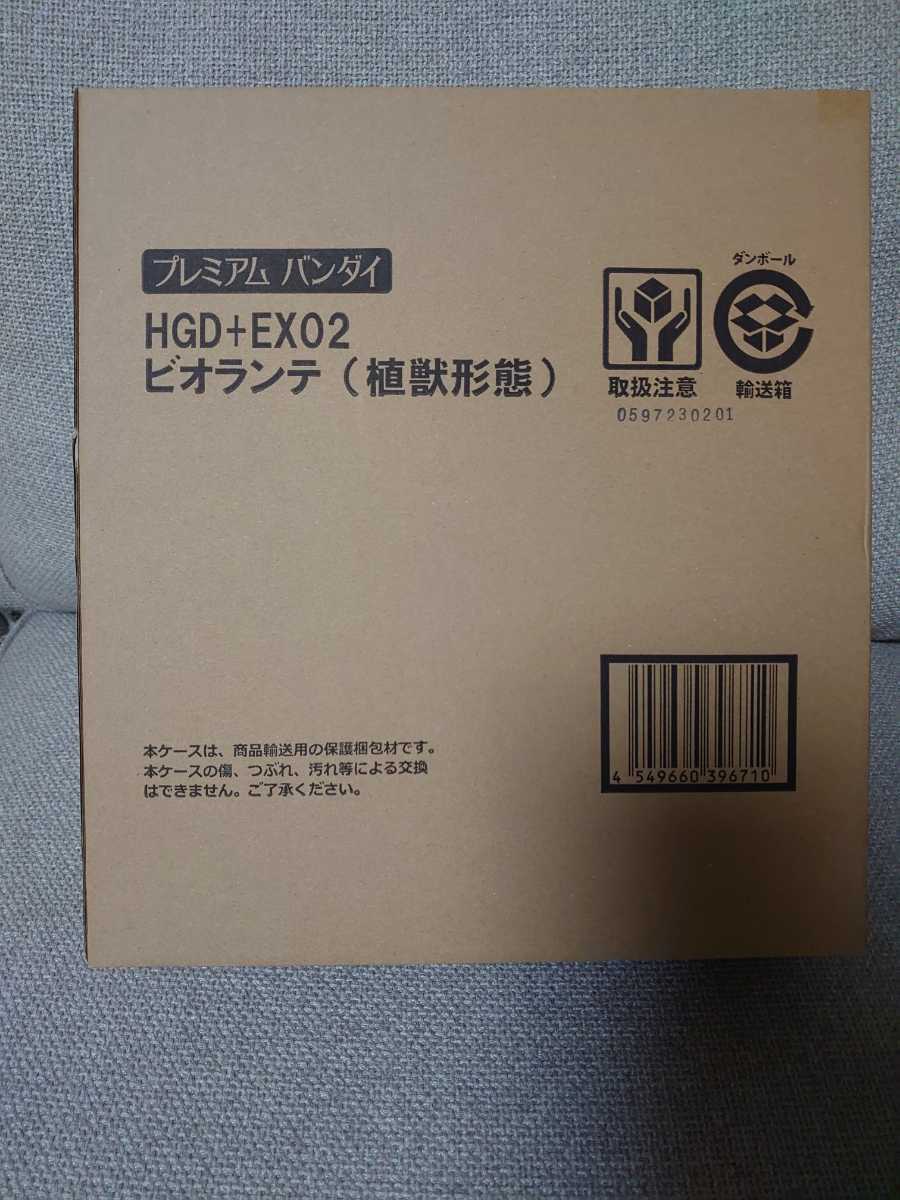 プレミアム バンダイ
HGD+EX02
ビオランテ（植獣形態）
取扱注意
0597230201
ダンボール
輸送箱
本ケースは、商品輸送用の保護梱包材です。
本ケースの傷、つぶれ、汚れ等による交換
はできません。ご了承ください。
4 549660 396710